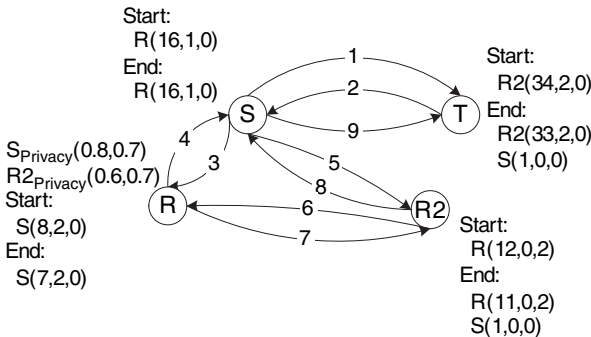 Start:
R(16,1,0)
End:
R(16,1,0)
1
2
9
S
T
Start:
R2(34,2,0)
End:
R2(33,2,0)
S(1,0,0)
4
3
5
8
6
7
S_Privacy(0.8,0.7)
R2_Privacy(0.6,0.7)
Start:
S(8,2,0)
End:
S(7,2,0)
R
R2
Start:
R(12,0,2)
End:
R(11,0,2)
S(1,0,0)